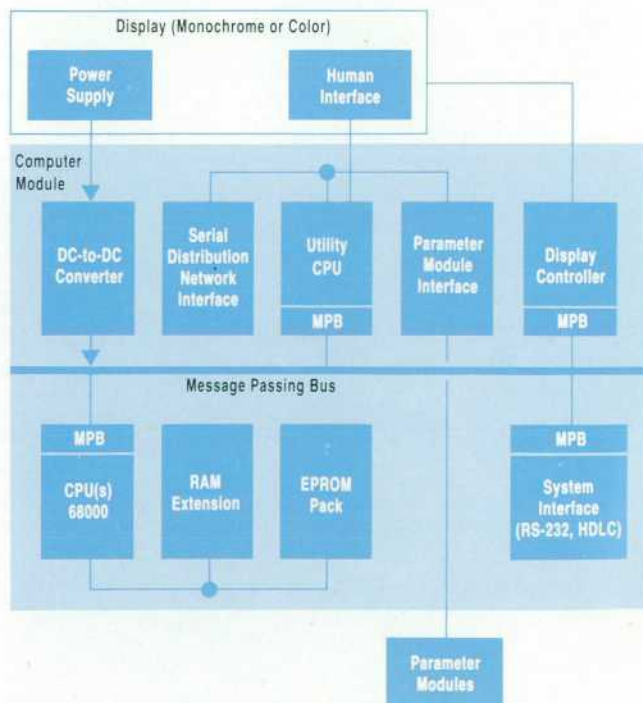 Display (Monochrome or Color)
Power
Supply
Human
Interface
Computer
Module
DC-to-DC
Converter
Serial
Distribution
Network
Interface
Utility
CPU
MPB
Parameter
Module
Interface
Display
Controller
MPB
Message Passing Bus
MPB
CPU(s)
68000
RAM
Extension
EPROM
Pack
MPB
System
Interface
(RS-232, HDLC)
Parameter
Modules